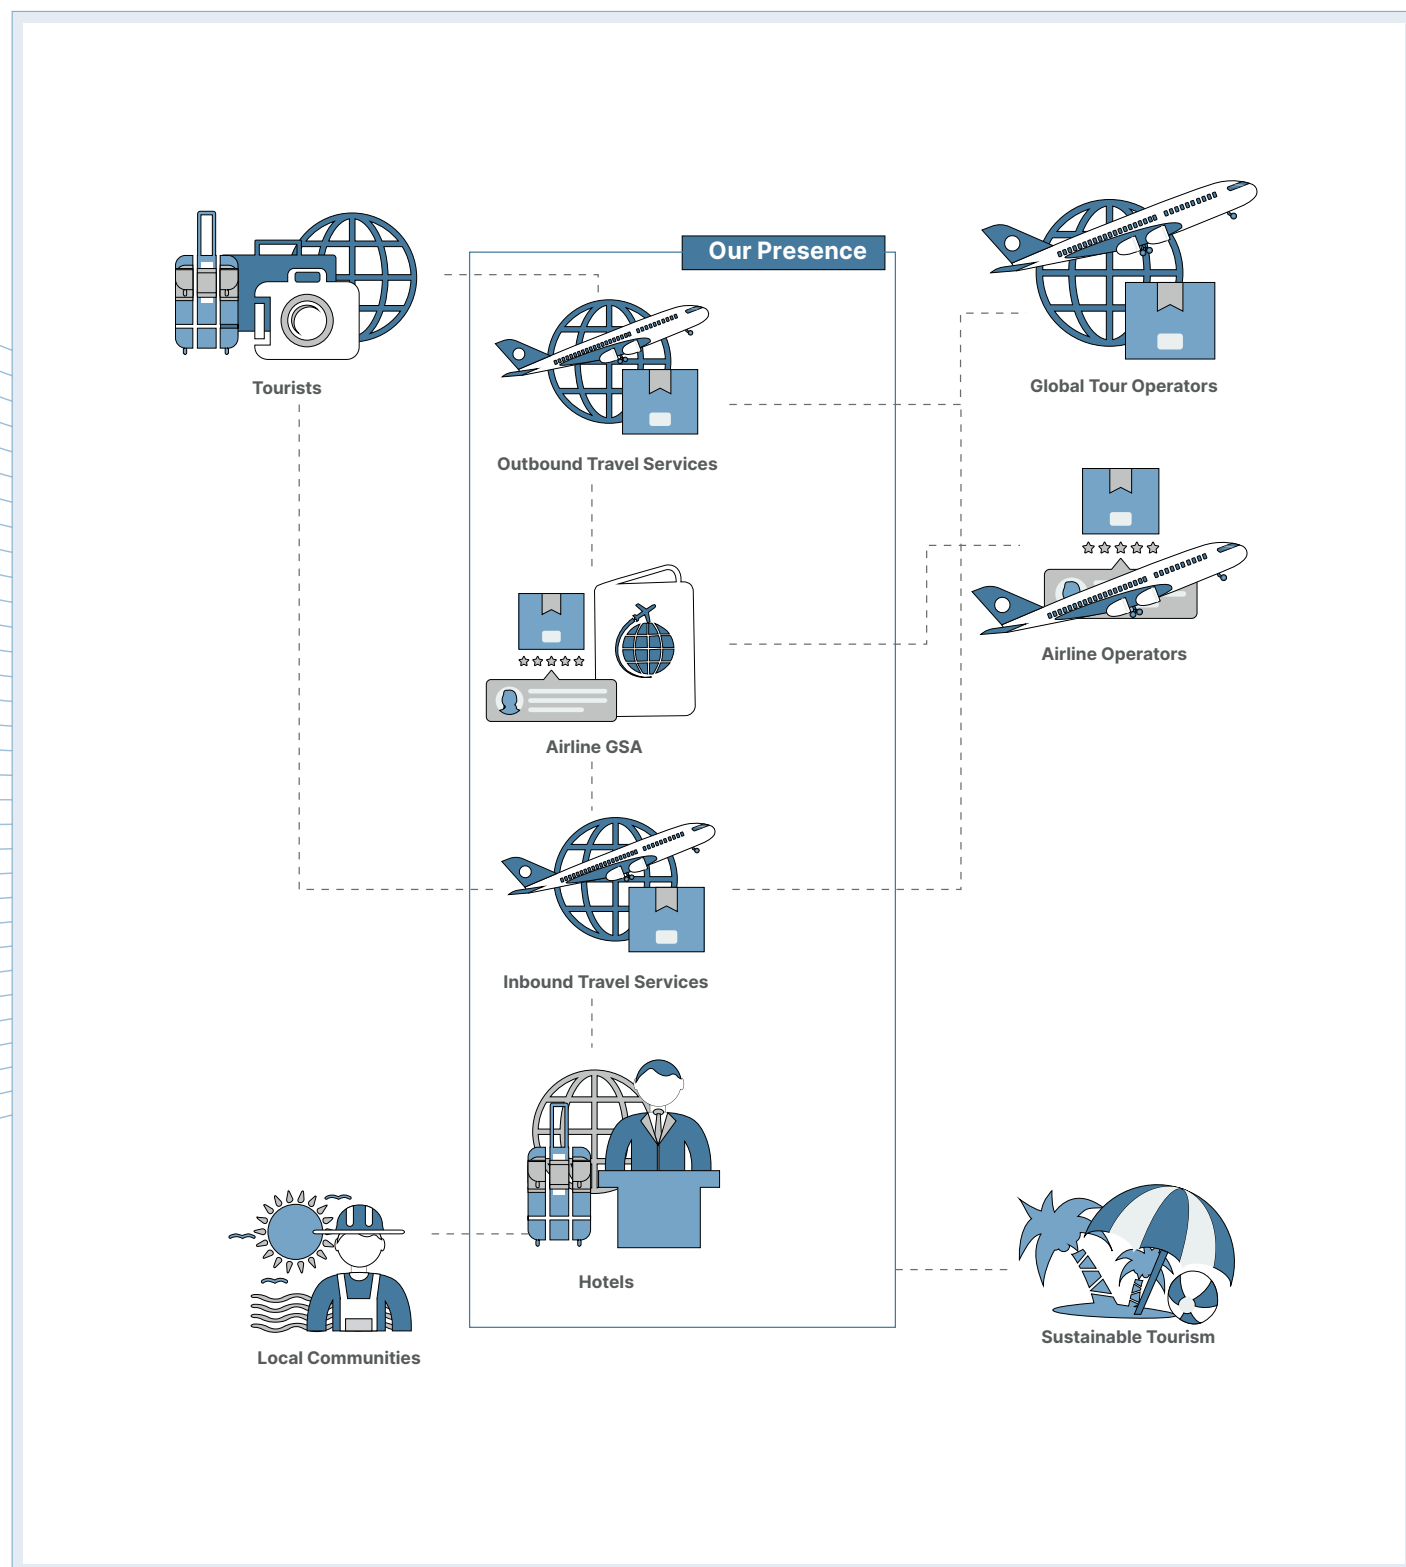 Our Presence
Tourists
Global Tour Operators
Outbound Travel Services
Airline Operators
Airline GSA
Inbound Travel Services
Hotels
Sustainable Tourism
Local Communities